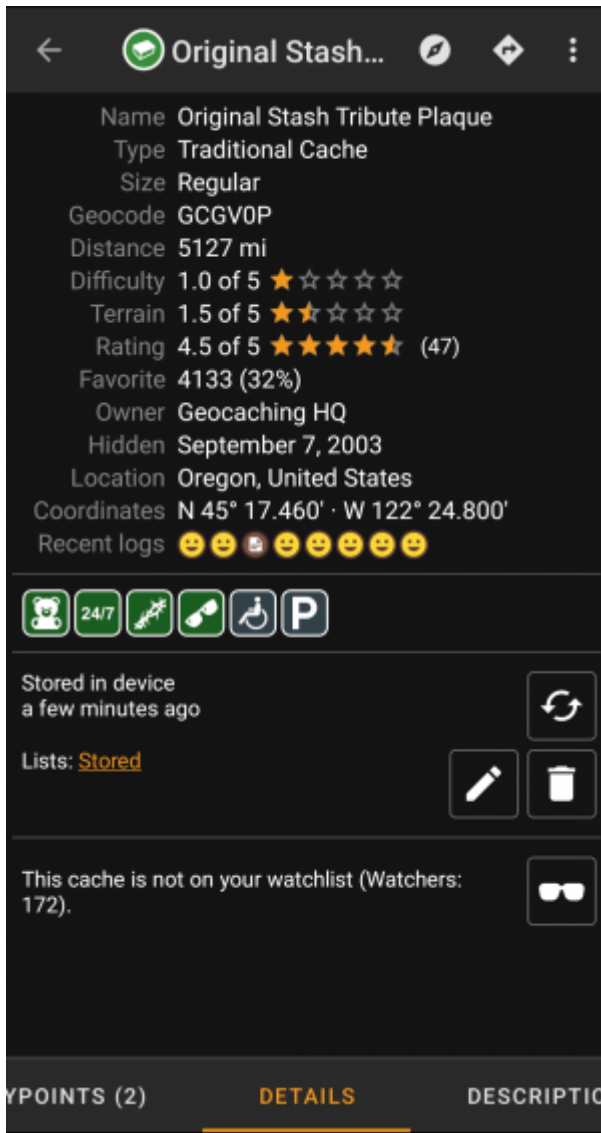 Original Stash...
Name Original Stash Tribute Plaque
Type Traditional Cache
Size Regular
Geocode GCGV0P
Distance 5127 mi
Difficulty 1.0 of 5
Terrain 1.5 of 5
Rating 4.5 of 5 (47)
Favorite 4133 (32%)
Owner Geocaching HQ
Hidden September 7, 2003
Location Oregon, United States
Coordinates N 45° 17.460' · W 122° 24.800'
Recent logs
24/7 P
Stored in device
a few minutes ago
Lists: Stored
This cache is not on your watchlist (Watchers:
172).
YPOINTS (2) DETAILS DESCRIPTIO